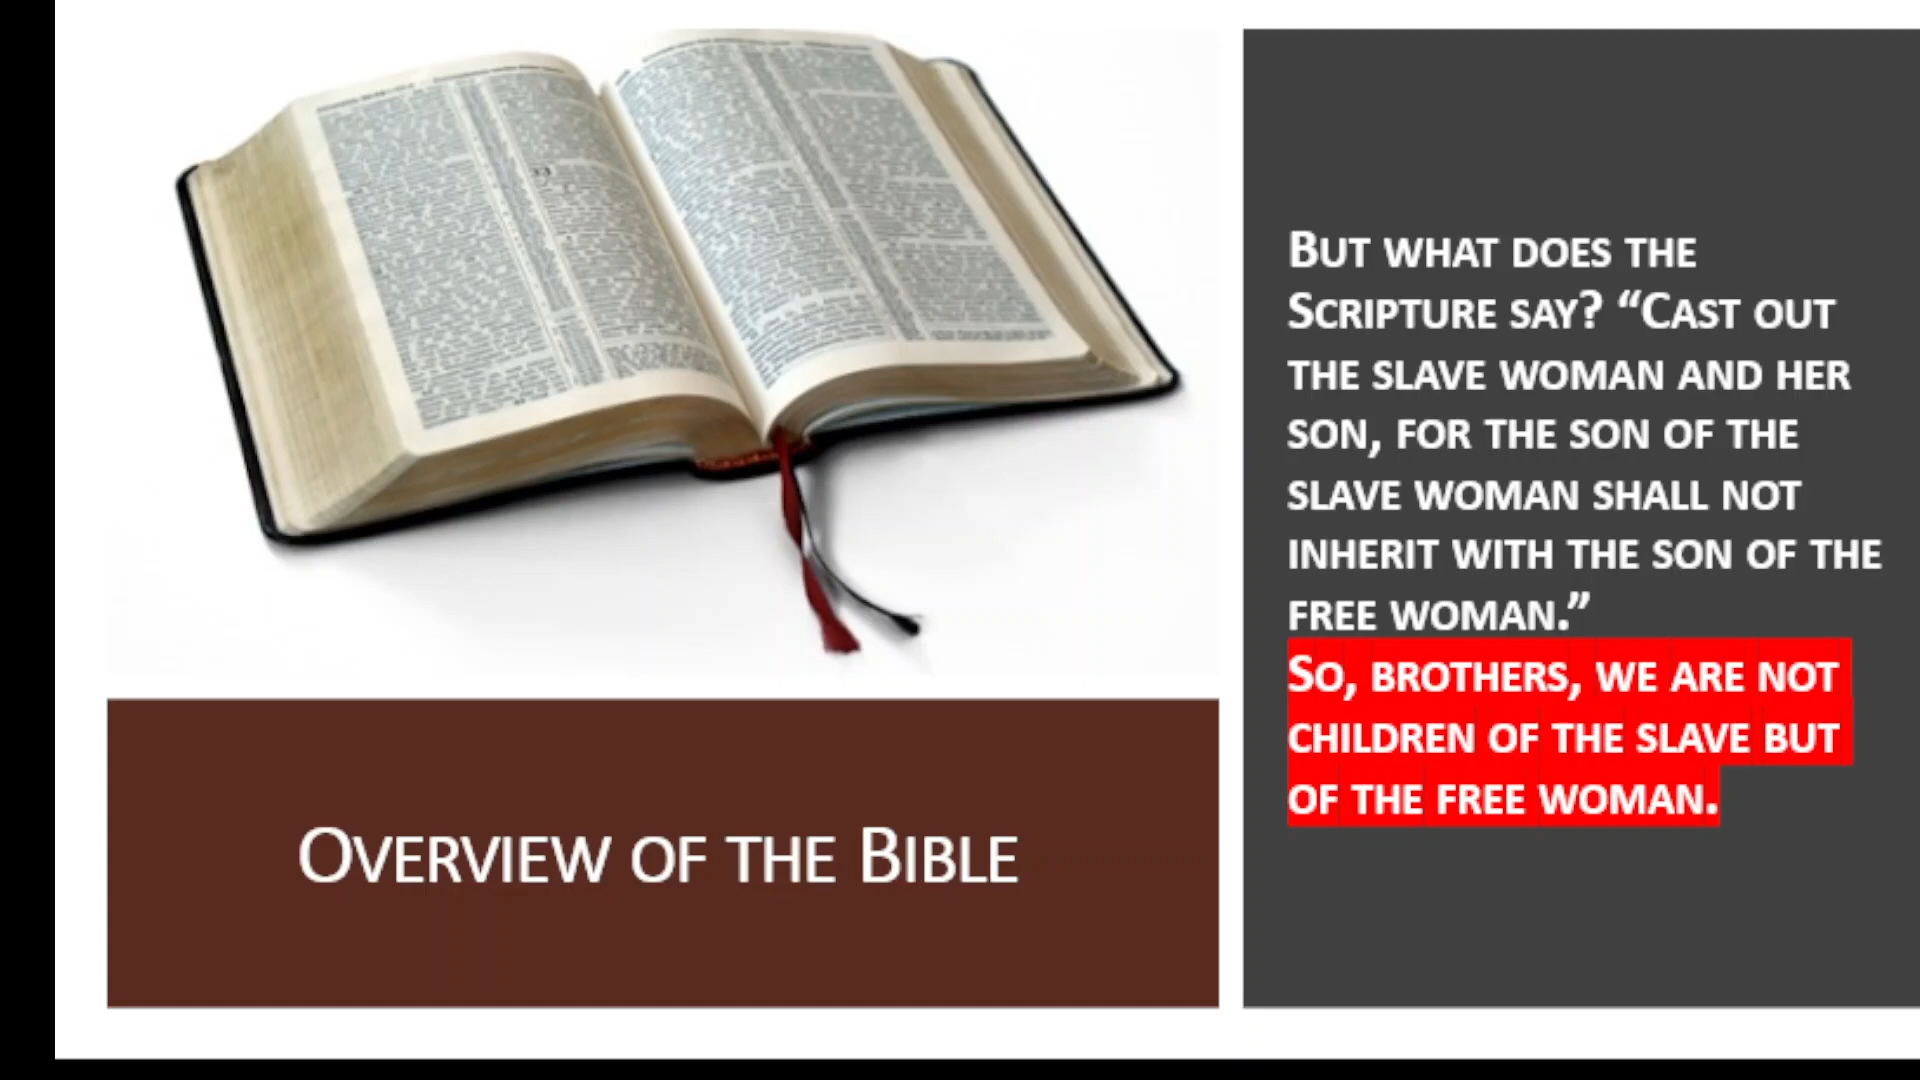 But what does the
Scripture say? “Cast out
the slave woman and her
son, for the son of the
slave woman shall not
inherit with the son of the
free woman.”
So, brothers, we are not
children of the slave but
of the free woman.
Overview of the Bible